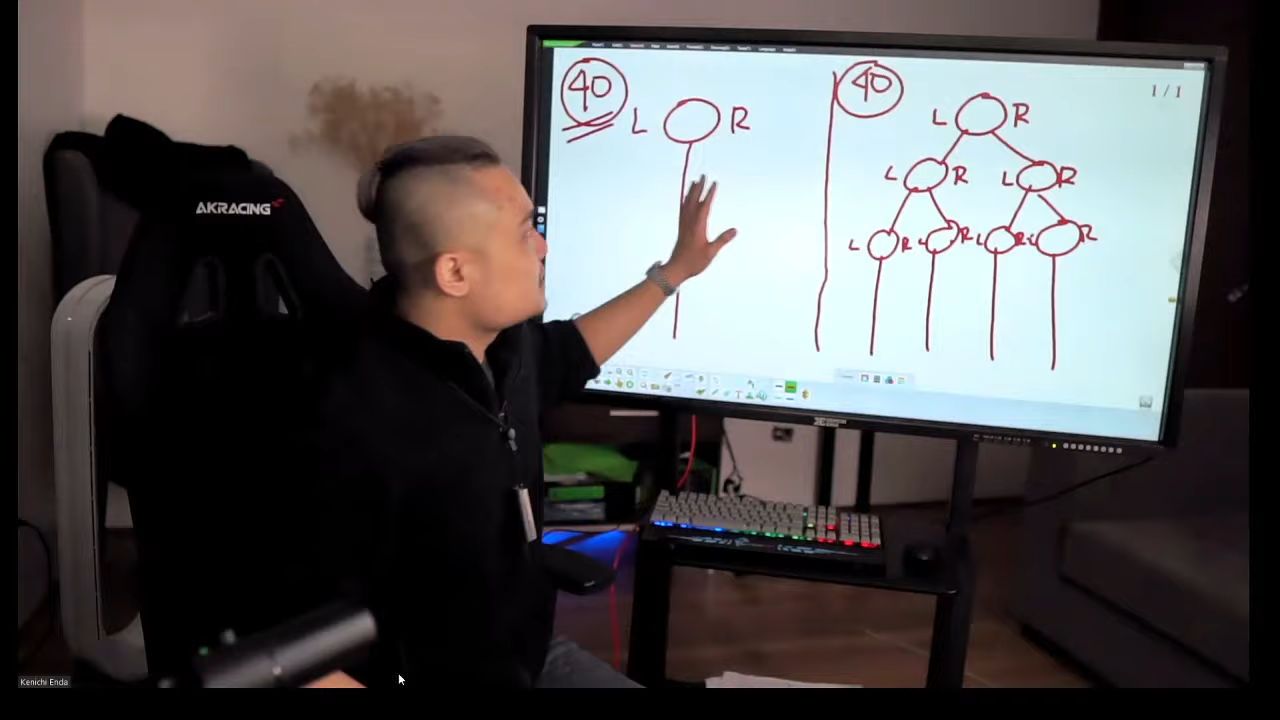 40
L R
40
L R
L R L R
L R L R L R L R
1/1
AKRACING
Kenichi Enda